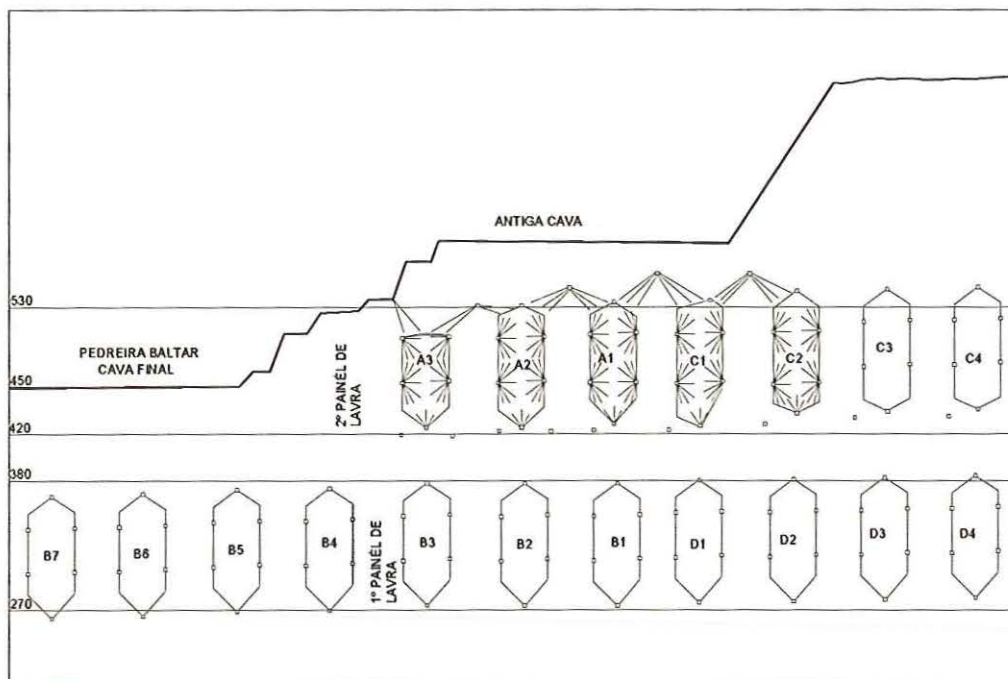 ANTIGA CAVA
530
PEDREIRA BALTAR
CAVA FINAL
2º PAINÉL DE
LAVRA
A3
A2
A1
C1
C2
C3
C4
450
420
380
B7
B6
B5
B4
1º PAINÉL DE
LAVRA
B3
B2
B1
D1
D2
D3
D4
270